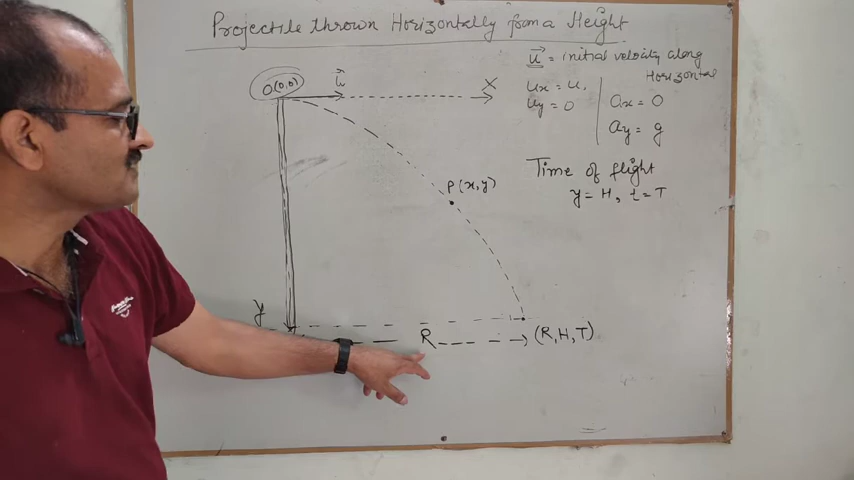 Projectile thrown Horizontally from a Height
O(0,0)
u⃗
X
u⃗ = initial velocity along
Horizontal
ux = u,
uy = 0
ax = 0
ay = g
Time of flight
y = H, t = T
P(x,y)
y
R
(R,H,T)